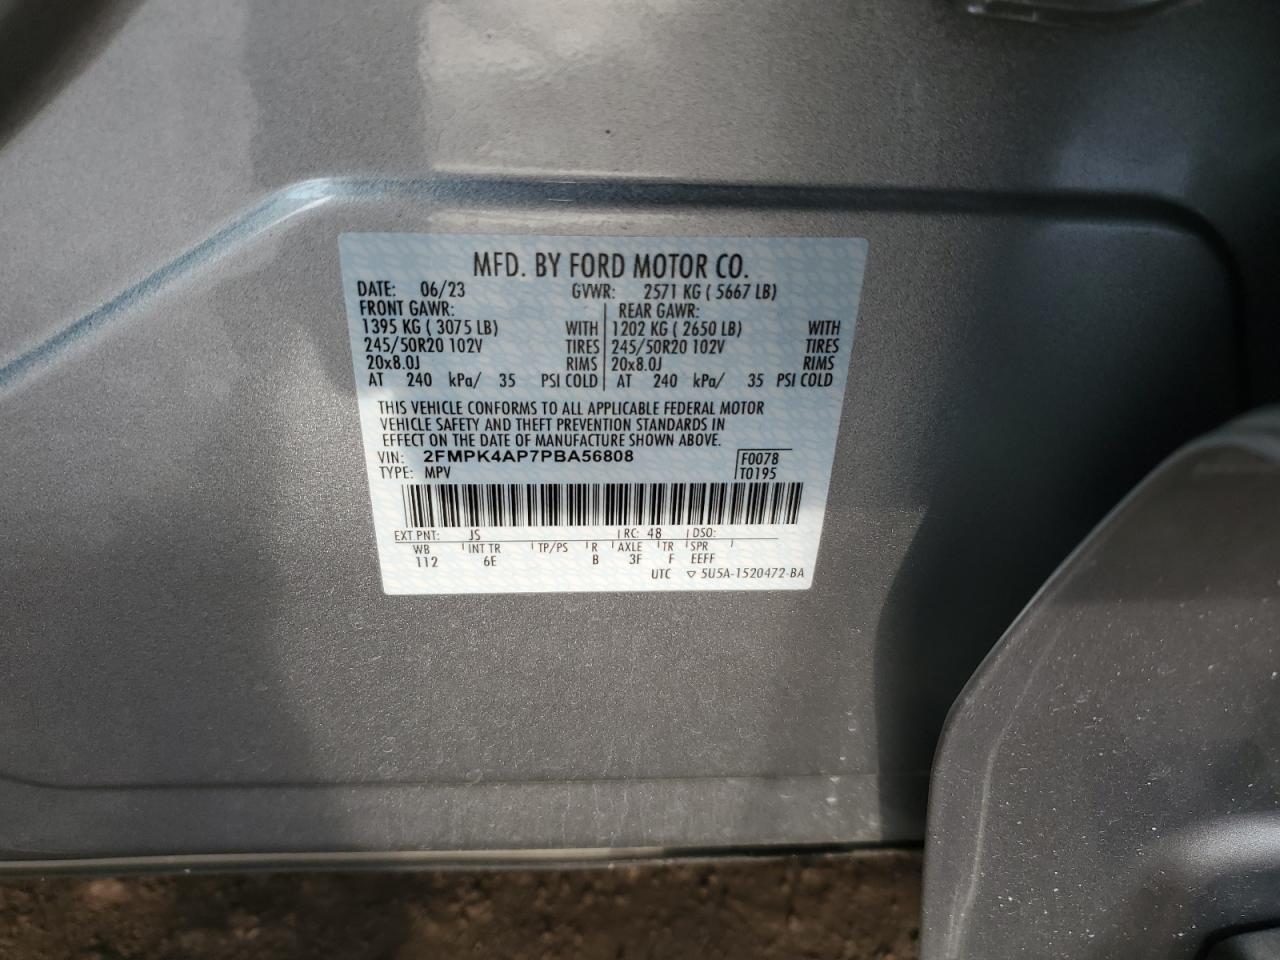 MFD. BY FORD MOTOR CO.
DATE: 06/23 GVWR: 2571 KG ( 5667 LB)
FRONT GAWR: REAR GAWR:
1395 KG ( 3075 LB) WITH 1202 KG ( 2650 LB) WITH
245/50R20 102V TIRES 245/50R20 102V TIRES
20x8.0J RIMS 20x8.0J RIMS
AT 240 kPa/ 35 PSI COLD AT 240 kPa/ 35 PSI COLD
THIS VEHICLE CONFORMS TO ALL APPLICABLE FEDERAL MOTOR
VEHICLE SAFETY AND THEFT PREVENTION STANDARDS IN
EFFECT ON THE DATE OF MANUFACTURE SHOWN ABOVE.
VIN: 2FMPK4AP7PBA56808 F0078
TYPE: MPV T0195
EXT PNT: JS RC: 48 DSO:
WB INT TR TP/PS R AXLE TR SPR
112 6E B 3F F EEFF
UTC ▽ 5U5A-1520472-BA